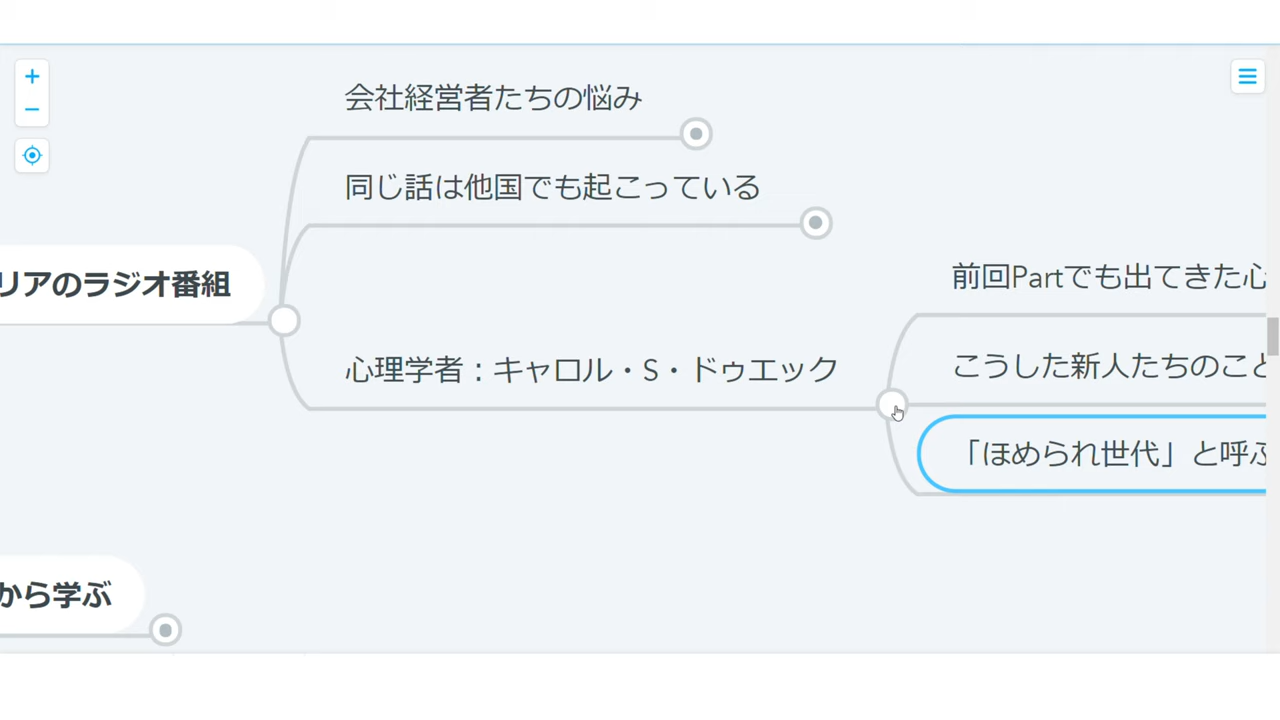 会社経営者たちの悩み
同じ話は他国でも起こっている
リアのラジオ番組
心理学者：キャロル・S・ドゥエック
前回Partでも出てきた心
こうした新人たちのこと
「ほめられ世代」と呼ぶ
から学ぶ